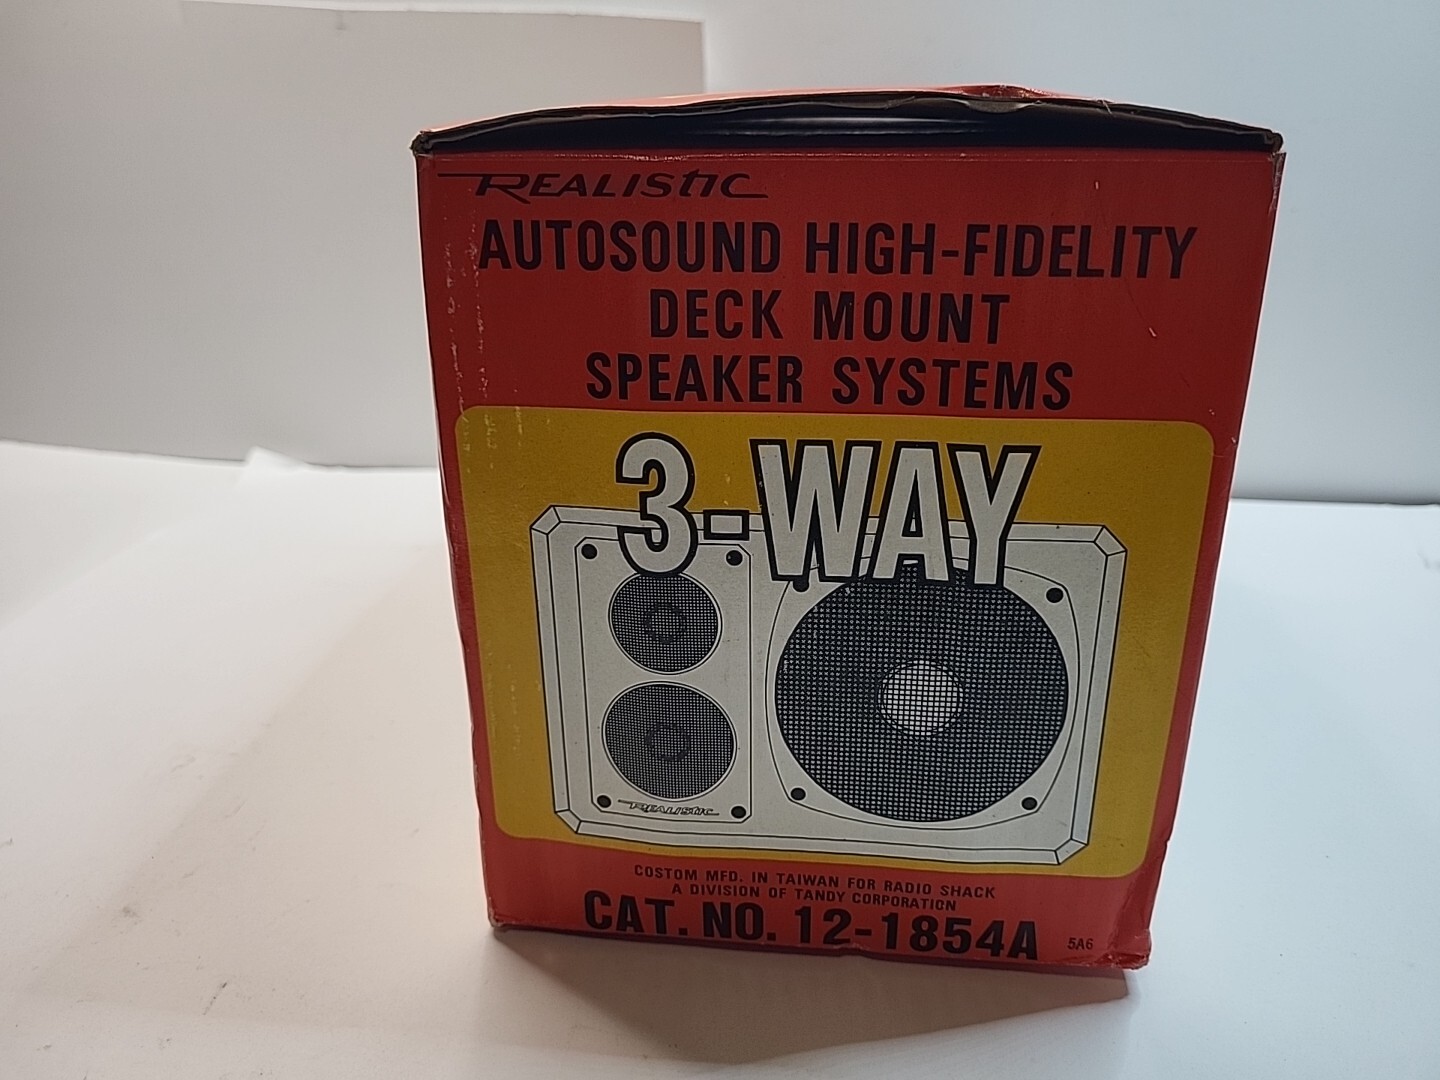 REALISTIC
AUTOSOUND HIGH-FIDELITY
DECK MOUNT
SPEAKER SYSTEMS
3-WAY
REALISTIC
COSTOM MFD. IN TAIWAN FOR RADIO SHACK
A DIVISION OF TANDY CORPORATION
CAT. NO. 12-1854A 5A6